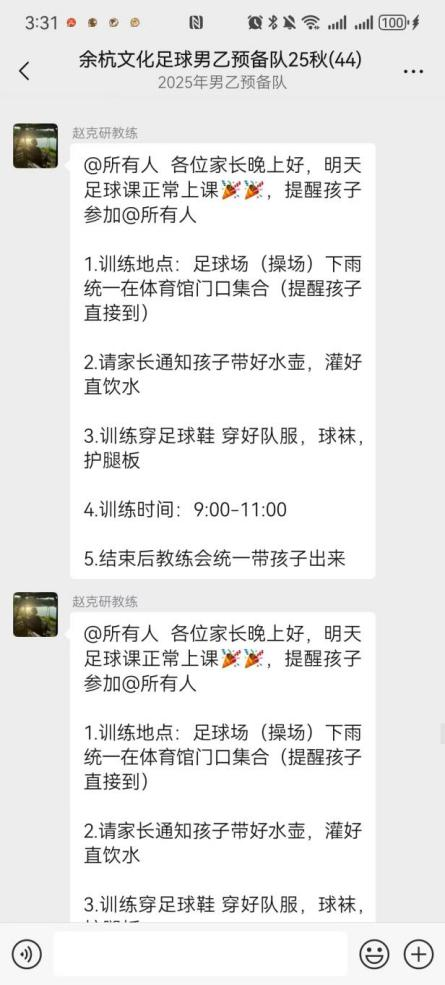 3:31
100
余杭文化足球男乙预备队25秋(44)
2025年男乙预备队
赵克研教练
@所有人 各位家长晚上好，明天
足球课正常上课🎉🎉，提醒孩子
参加@所有人
1.训练地点：足球场（操场）下雨
统一在体育馆门口集合（提醒孩子
直接到）
2.请家长通知孩子带好水壶，灌好
直饮水
3.训练穿足球鞋 穿好队服，球袜，
护腿板
4.训练时间：9:00-11:00
5.结束后教练会统一带孩子出来
赵克研教练
@所有人 各位家长晚上好，明天
足球课正常上课🎉🎉，提醒孩子
参加@所有人
1.训练地点：足球场（操场）下雨
统一在体育馆门口集合（提醒孩子
直接到）
2.请家长通知孩子带好水壶，灌好
直饮水
3.训练穿足球鞋 穿好队服，球袜，